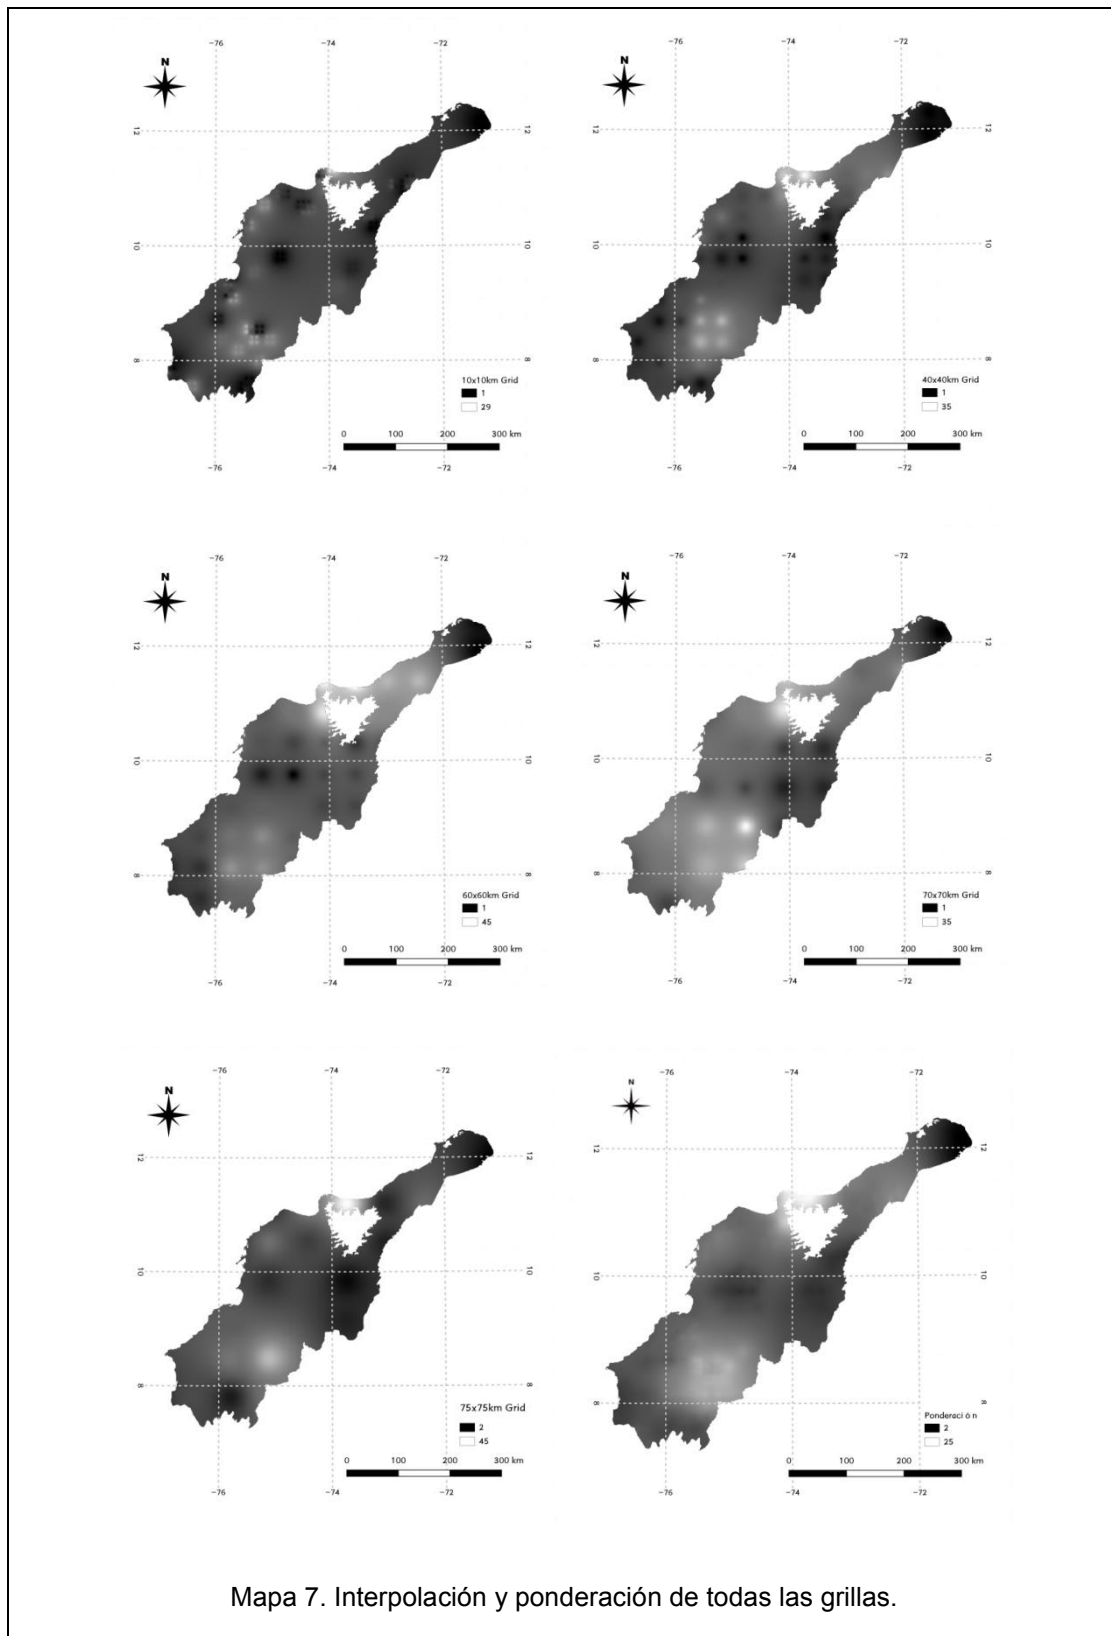 -76 -74 -72
N
12 12
10 10
8 8
10x10km Grid
1
29
0 100 200 300 km
-76 -74 -72
-76 -74 -72
N
12 12
10 10
8 8
40x40km Grid
1
35
0 100 200 300 km
-76 -74 -72
-76 -74 -72
N
12 12
10 10
8 8
60x60km Grid
1
45
0 100 200 300 km
-76 -74 -72
-76 -74 -72
N
12 12
10 10
8 8
70x70km Grid
1
35
0 100 200 300 km
-76 -74 -72
-76 -74 -72
N
12 12
10 10
8 8
75x75km Grid
2
45
0 100 200 300 km
-76 -74 -72
-76 -74 -72
N
12 12
10 10
8 8
Ponderaci ó n
2
25
0 100 200 300 km
-76 -74 -72
Mapa 7. Interpolación y ponderación de todas las grillas.